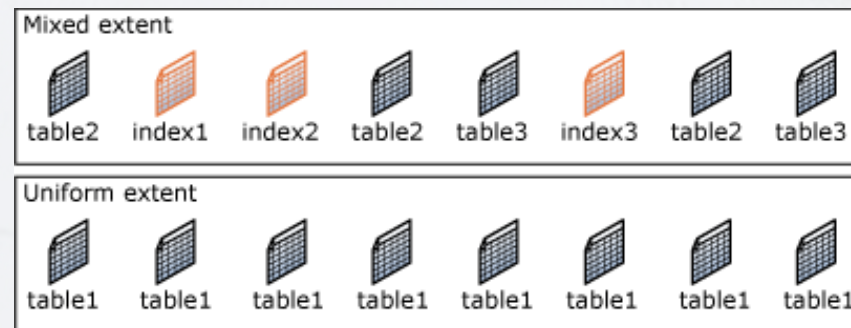 Mixed extent
table2 index1 index2 table2 table3 index3 table2 table3
Uniform extent
table1 table1 table1 table1 table1 table1 table1 table1